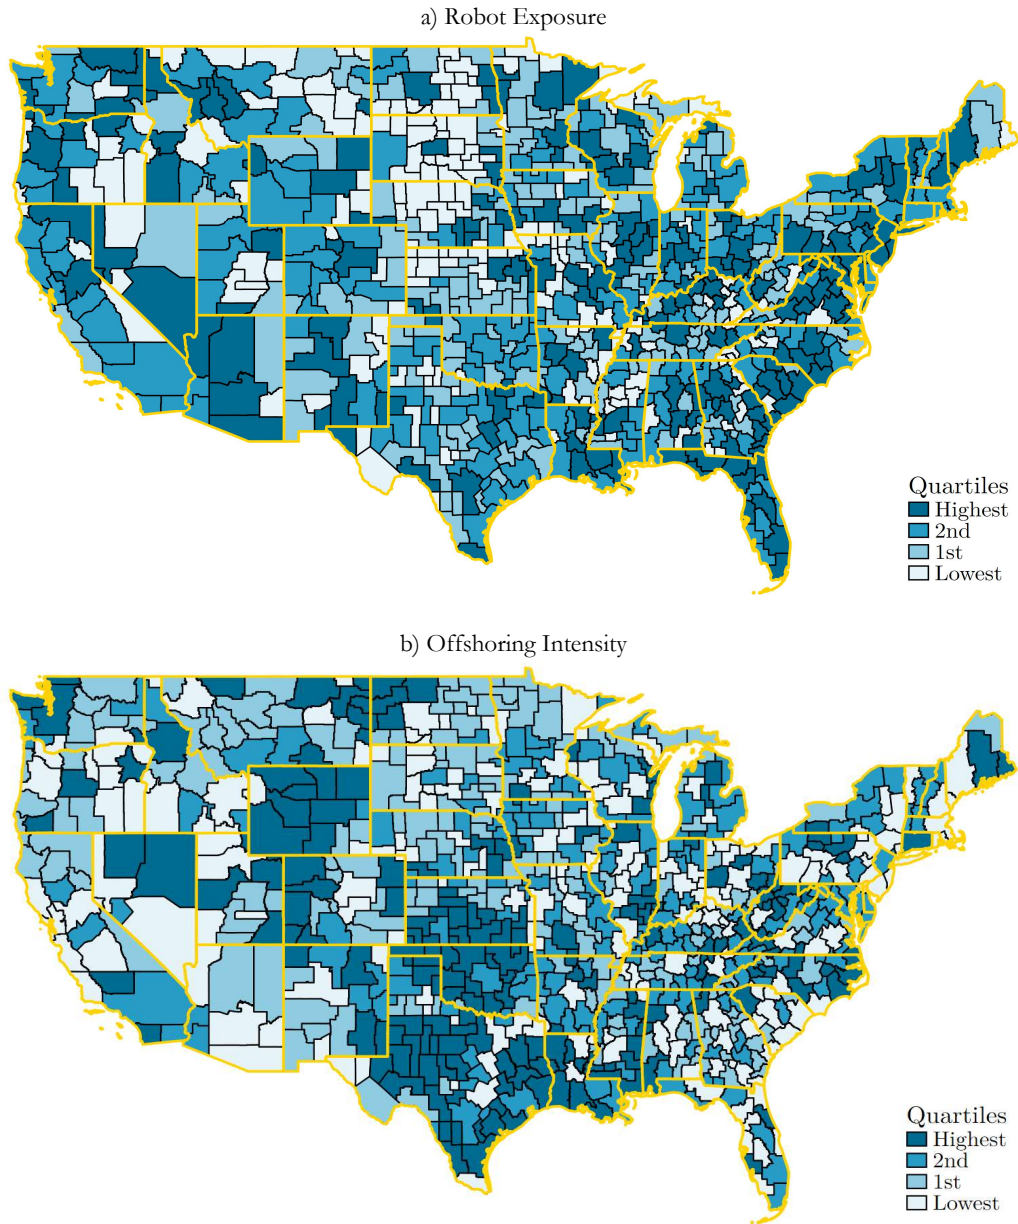 a) Robot Exposure
Quartiles
Highest
2nd
1st
Lowest
b) Offshoring Intensity
Quartiles
Highest
2nd
1st
Lowest